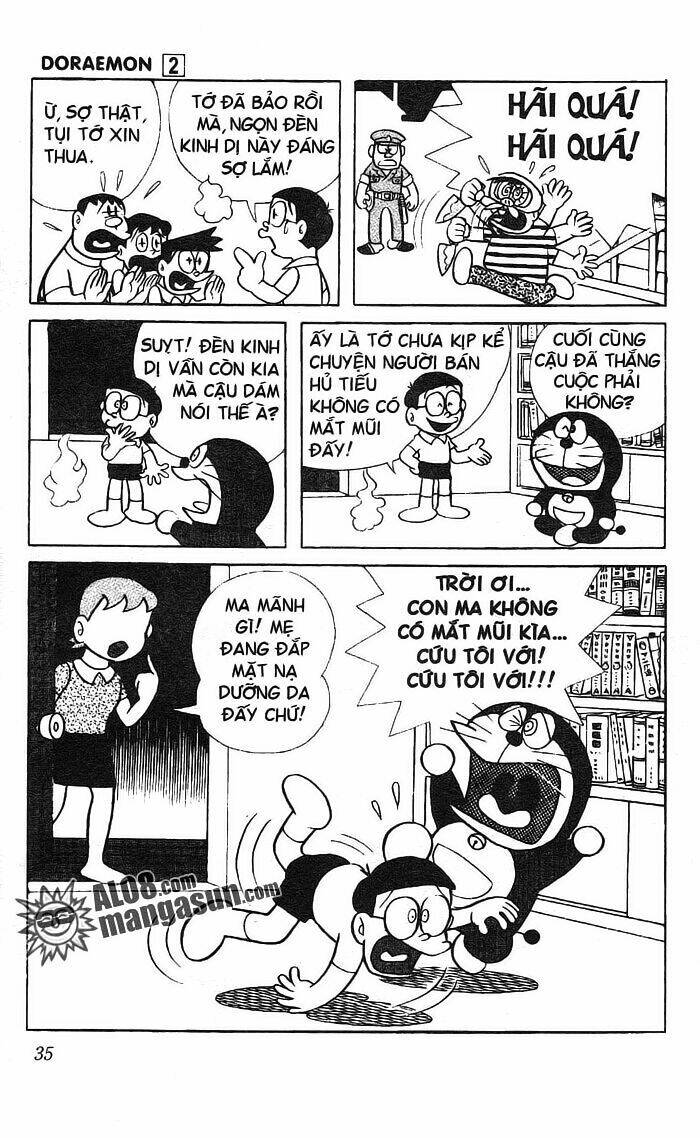 DORAEMON 2
Ừ, SỢ THẬT,
TỤI TỚ XIN
THUA.
TỚ ĐÃ BẢO RỒI
MÀ, NGỌN ĐÈN
KINH DỊ NÀY ĐÁNG
SỢ LẮM!
HÃI QUÁ!
HÃI QUÁ!
SUỴT! ĐÈN KINH
DỊ VẪN CÒN KIA
MÀ CẬU DÁM
NÓI THẾ À?
ẤY LÀ TỚ CHƯA KỊP KỂ
CHUYỆN NGƯỜI BÁN
HỦ TIẾU
KHÔNG CÓ
MẮT MŨI
ĐẤY!
CUỐI CÙNG
CẬU ĐÃ THẮNG
CUỘC PHẢI
KHÔNG?
MA MÃNH
GÌ! MẸ
ĐANG ĐẮP
MẶT NẠ
DƯỠNG DA
ĐẤY CHỨ!
TRỜI ƠI...
CON MA KHÔNG
CÓ MẮT MŨI KÌA...
CỨU TÔI VỚI!
CỨU TÔI VỚI!!!
ALO8.com
mangasun.com
35